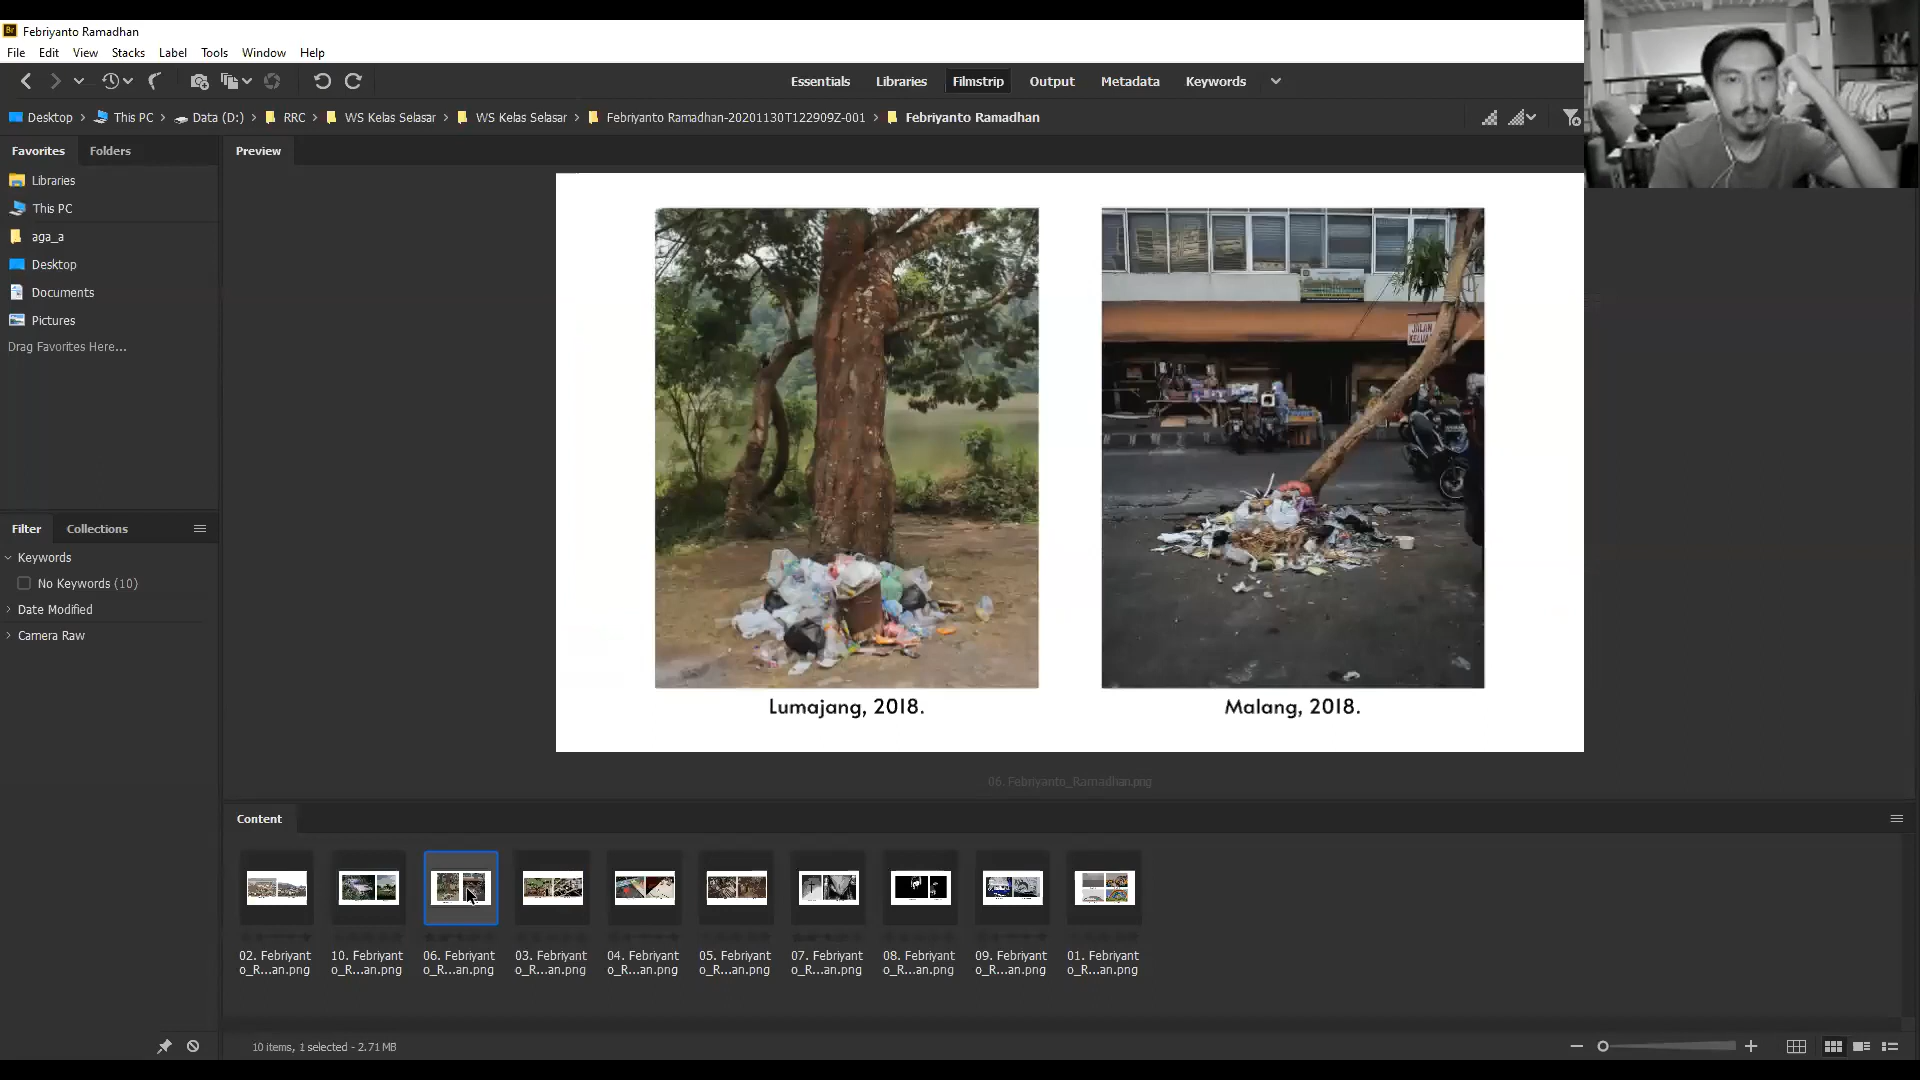 Br Febriyanto Ramadhan
File Edit View Stacks Label Tools Window Help
Essentials Libraries Filmstrip Output Metadata Keywords
Desktop This PC Data (D:) RRC WS Kelas Selasar WS Kelas Selasar Febriyanto Ramadhan-20201130T122909Z-001 Febriyanto Ramadhan
Favorites Folders
Libraries
This PC
aga_a
Desktop
Documents
Pictures
Drag Favorites Here...
Filter Collections
Keywords
No Keywords (10)
Date Modified
Camera Raw
Preview
JALAN
KELUAR
Lumajang, 2018.
Malang, 2018.
06. Febriyanto_Ramadhan.png
Content
02. Febriyant
o_R...an.png
10. Febriyant
o_R...an.png
06. Febriyant
o_R...an.png
03. Febriyant
o_R...an.png
04. Febriyant
o_R...an.png
05. Febriyant
o_R...an.png
07. Febriyant
o_R...an.png
08. Febriyant
o_R...an.png
09. Febriyant
o_R...an.png
01. Febriyant
o_R...an.png
10 items, 1 selected - 2.71 MB